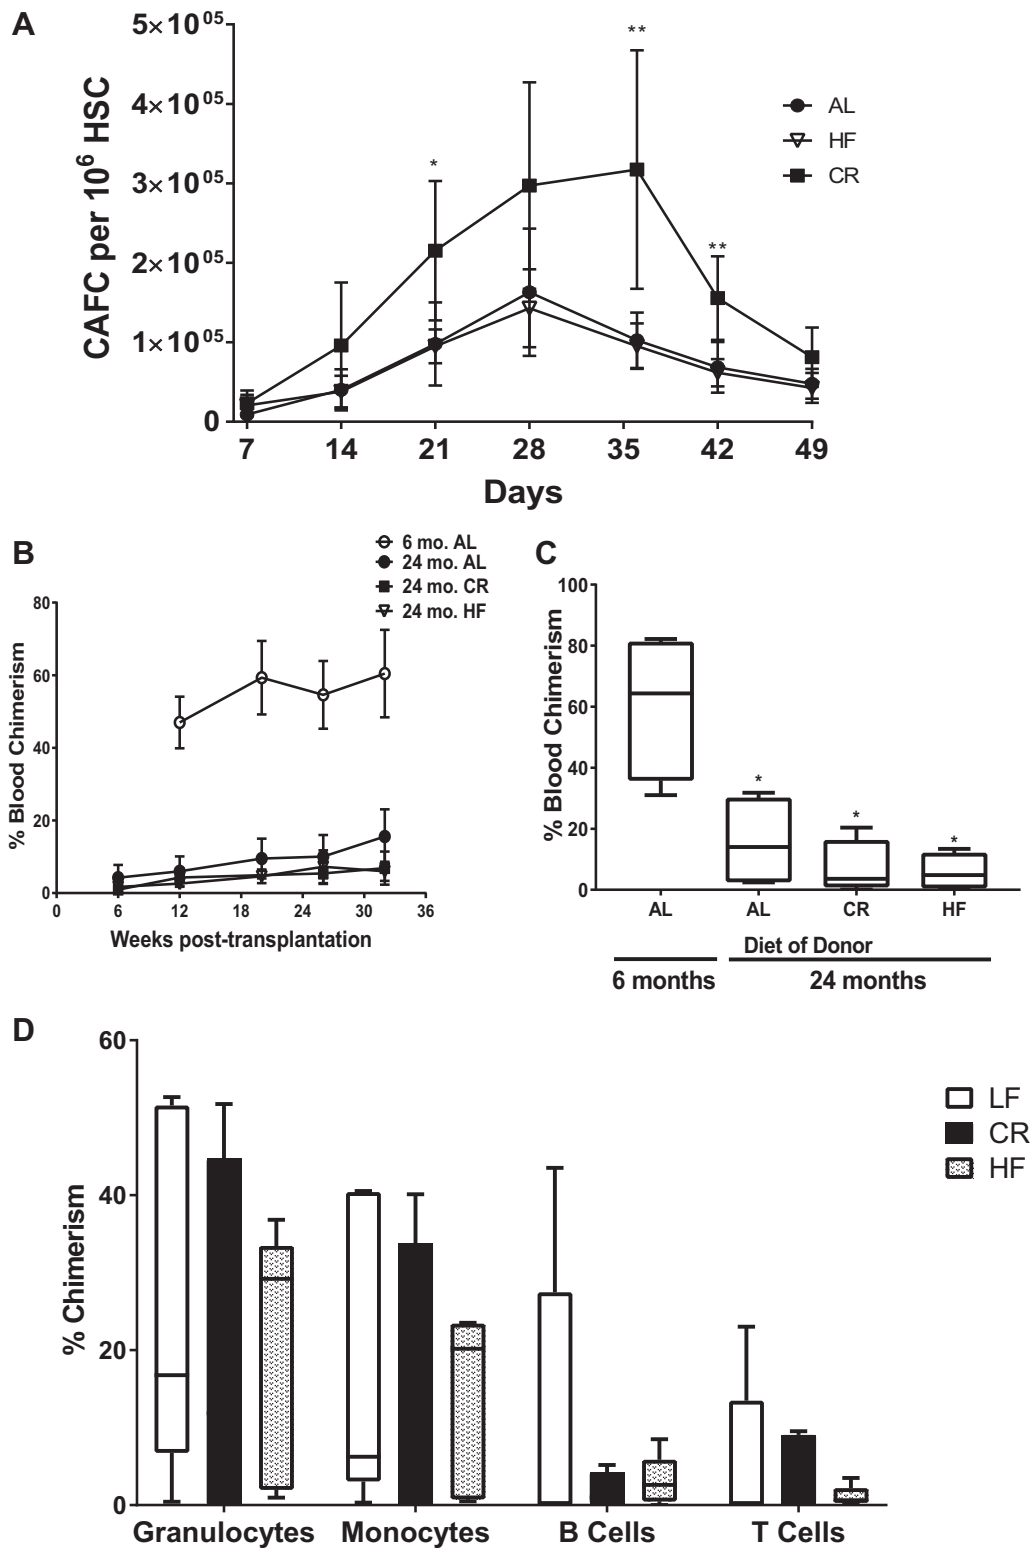 A
5×10⁰⁵
4×10⁰⁵
3×10⁰⁵
2×10⁰⁵
1×10⁰⁵
0
CAFC per 10⁶ HSC
*
**
**
AL
HF
CR
7 14 21 28 35 42 49
Days
B
6 mo. AL
24 mo. AL
24 mo. CR
24 mo. HF
80
60
40
20
0
% Blood Chimerism
0 6 12 18 24 30 36
Weeks post-transplantation
C
100
80
60
40
20
0
% Blood Chimerism
*
*
*
AL AL CR HF
Diet of Donor
6 months 24 months
D
60
40
20
0
% Chimerism
LF
CR
HF
Granulocytes Monocytes B Cells T Cells